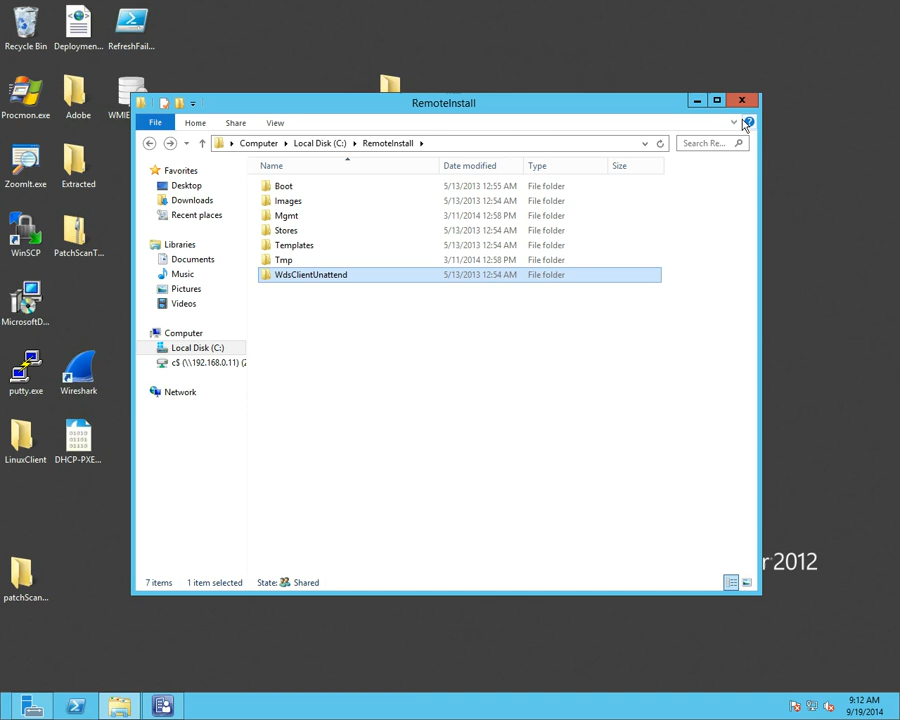 Recycle Bin
Deploymen...
RefreshFail...
Procmon.exe
Adobe
WMIE
ZoomIt.exe
Extracted
WinSCP
PatchScanT...
MicrosoftD...
putty.exe
Wireshark
LinuxClient
DHCP-PXE...
patchScan...
RemoteInstall
File Home Share View
Computer Local Disk (C:) RemoteInstall
Search Re...
Name Date modified Type Size
Boot 5/13/2013 12:55 AM File folder
Images 5/13/2013 12:54 AM File folder
Mgmt 3/11/2014 12:58 PM File folder
Stores 5/13/2013 12:54 AM File folder
Templates 5/13/2013 12:54 AM File folder
Tmp 3/11/2014 12:58 PM File folder
WdsClientUnattend 5/13/2013 12:54 AM File folder
Favorites
Desktop
Downloads
Recent places
Libraries
Documents
Music
Pictures
Videos
Computer
Local Disk (C:)
c$ (\\192.168.0.11) (Z
Network
7 items 1 item selected State: Shared
r 2012
9:12 AM
9/19/2014